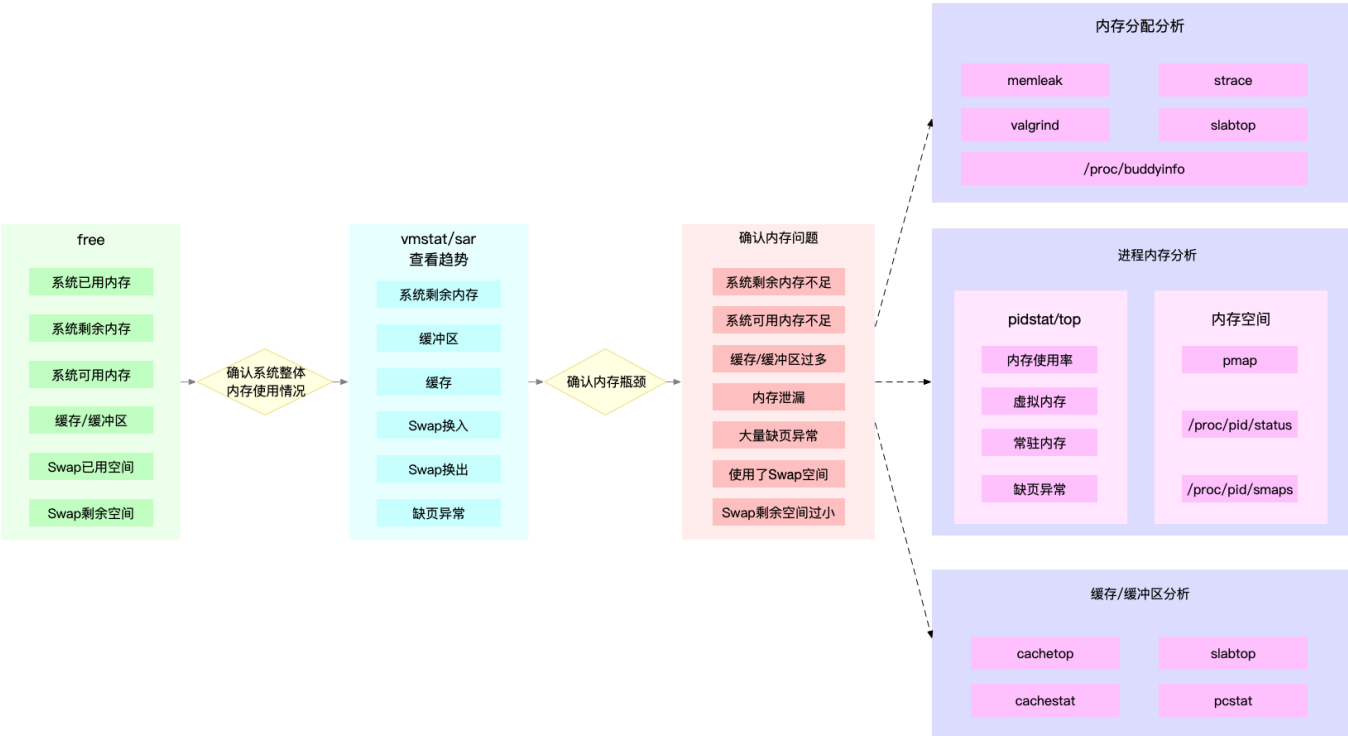 free
系统已用内存
系统剩余内存
系统可用内存
缓存/缓冲区
Swap已用空间
Swap剩余空间
确认系统整体
内存使用情况
vmstat/sar
查看趋势
系统剩余内存
缓冲区
缓存
Swap换入
Swap换出
缺页异常
确认内存瓶颈
确认内存问题
系统剩余内存不足
系统可用内存不足
缓存/缓冲区过多
内存泄漏
大量缺页异常
使用了Swap空间
Swap剩余空间过小
内存分配分析
memleak
strace
valgrind
slabtop
/proc/buddyinfo
进程内存分析
pidstat/top
内存使用率
虚拟内存
常驻内存
缺页异常
内存空间
pmap
/proc/pid/status
/proc/pid/smaps
缓存/缓冲区分析
cachetop
slabtop
cachestat
pcstat